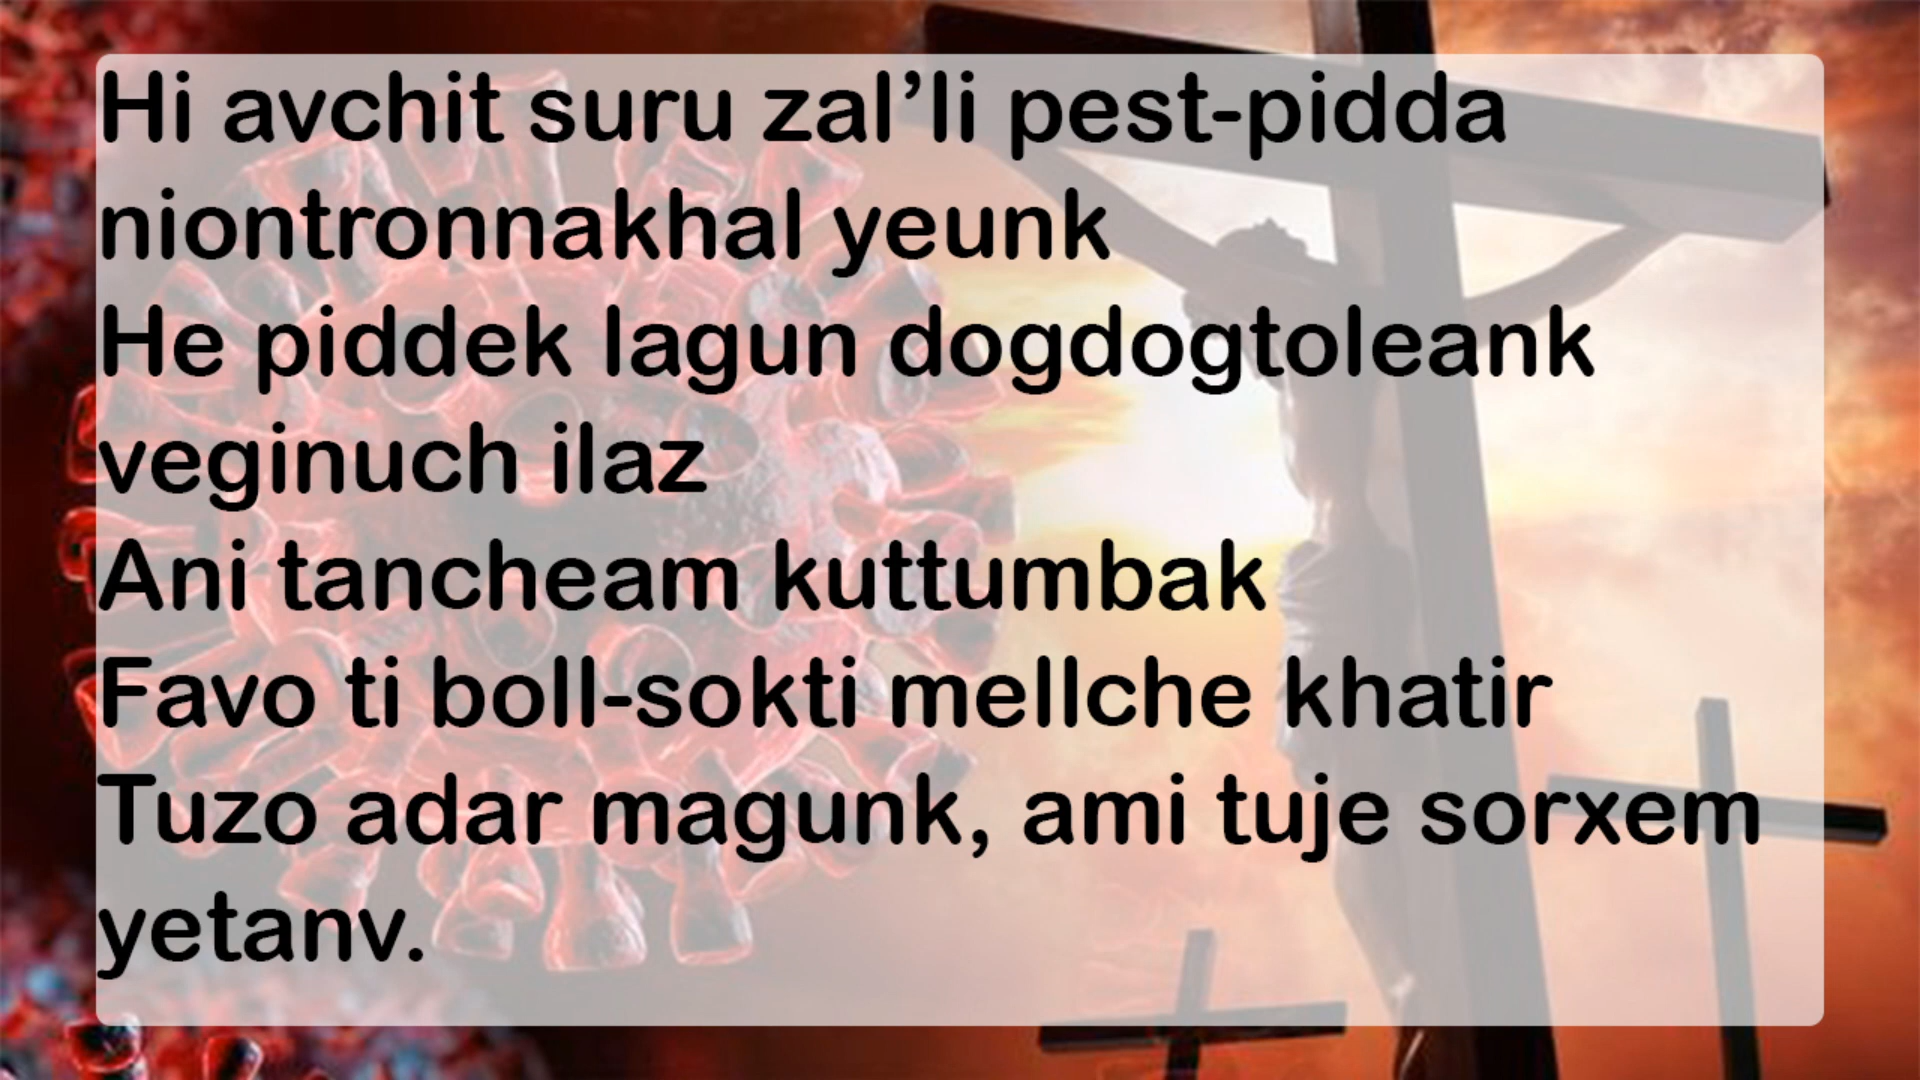 Hi avchit suru zal’li pest-pidda
niontronnakhal yeunk
He piddek lagun dogdogtoleank
veginuch ilaz
Ani tancheam kuttumbak
Favo ti boll-sokti mellche khatir
Tuzo adar magunk, ami tuje sorxem
yetanv.